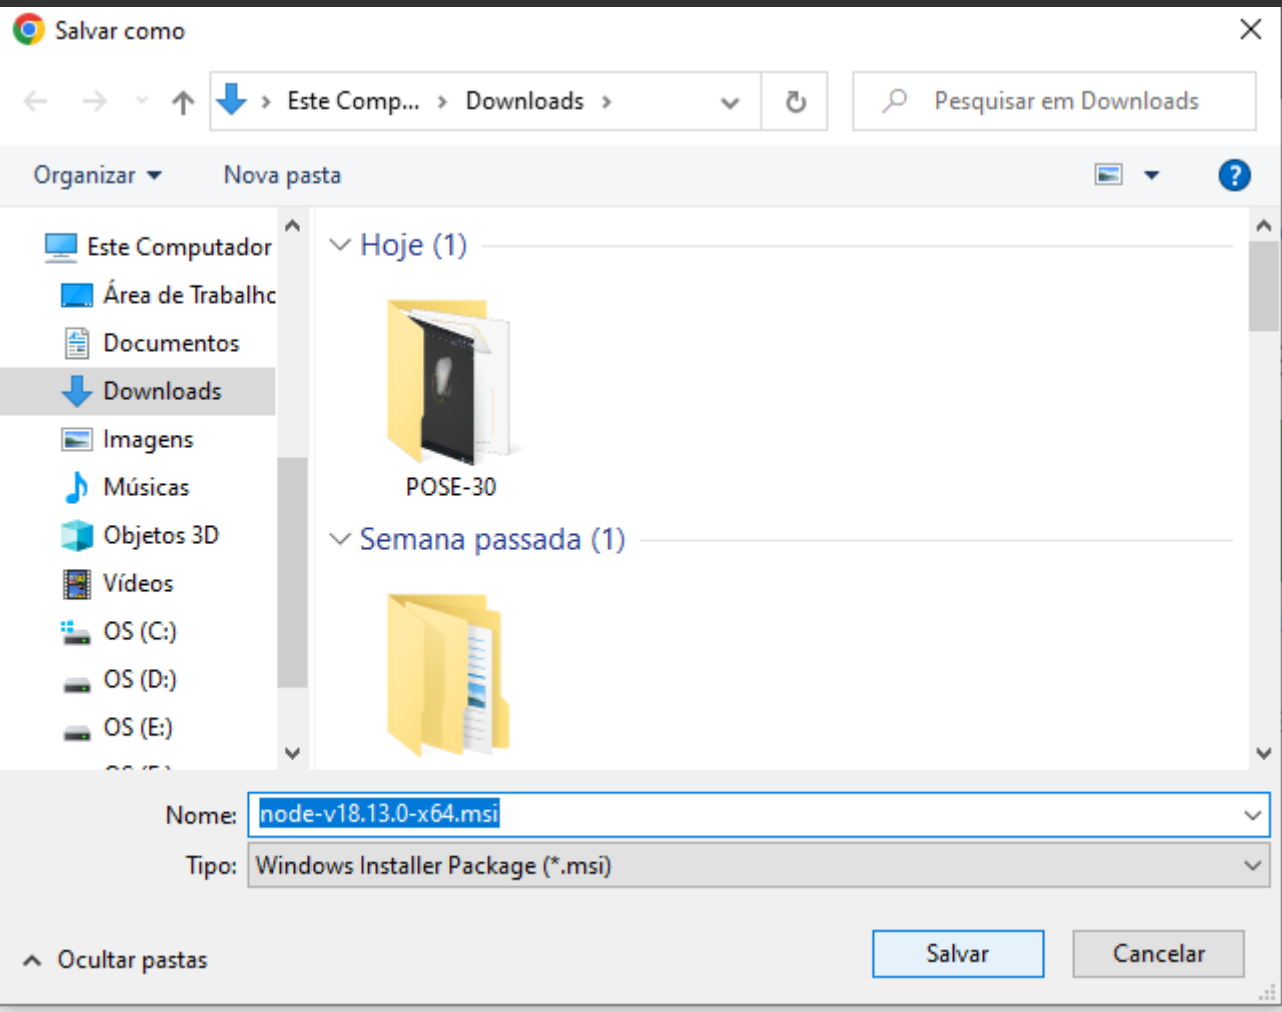 Salvar como
Este Comp... Downloads
Pesquisar em Downloads
Organizar
Nova pasta
?
Este Computador
Área de Trabalho
Documentos
Downloads
Imagens
Músicas
Objetos 3D
Vídeos
OS (C:)
OS (D:)
OS (E:)
Hoje (1)
POSE-30
Semana passada (1)
Nome: node-v18.13.0-x64.msi
Tipo: Windows Installer Package (*.msi)
Ocultar pastas
Salvar
Cancelar